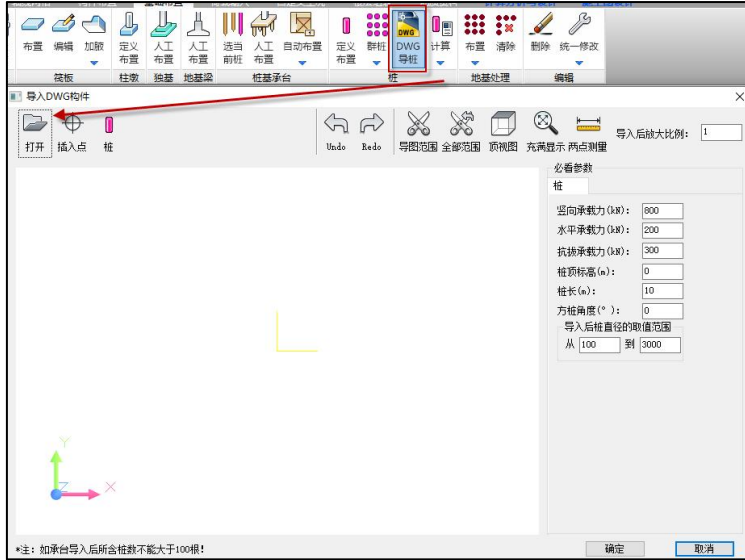 布置 编辑 加腋 定义布置 人工布置 人工布置 选当前桩 人工布置 自动布置 定义布置 群桩 DWG导桩 计算 布置 清除 删除 统一修改
筏板 柱墩 独基 地基梁 桩基承台 桩 地基处理 编辑
导入DWG构件
打开 插入点 桩 Undo Redo 导图范围 全部范围 顶视图 充满显示 两点测量 导入后放大比例: 1
必看参数
桩
竖向承载力(kN): 800
水平承载力(kN): 200
抗拔承载力(kN): 300
桩顶标高(m): 0
桩长(m): 10
方桩角度(°): 0
导入后桩直径的取值范围
从 100 到 3000
Y
Z X
*注: 如承台导入后所含桩数不能大于100根!
确定 取消